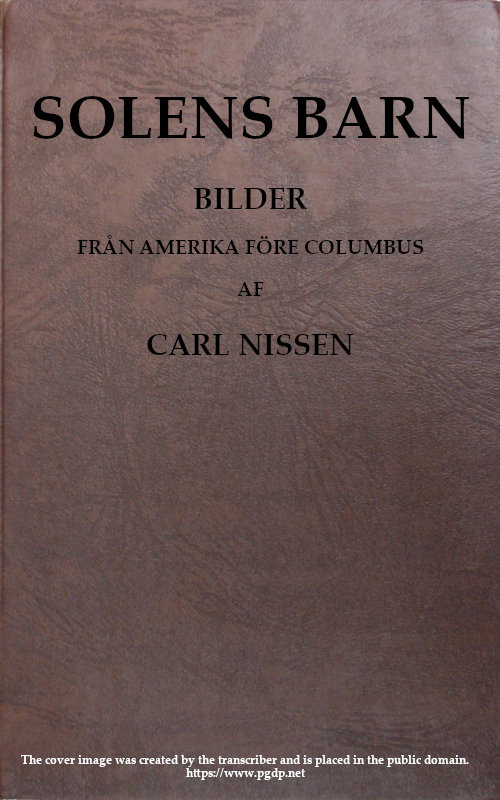 SOLENS BARN
BILDER
FRÅN AMERIKA FÖRE COLUMBUS
AF
CARL NISSEN
The cover image was created by the transcriber and is placed in the public domain.
https://www.pgdp.net